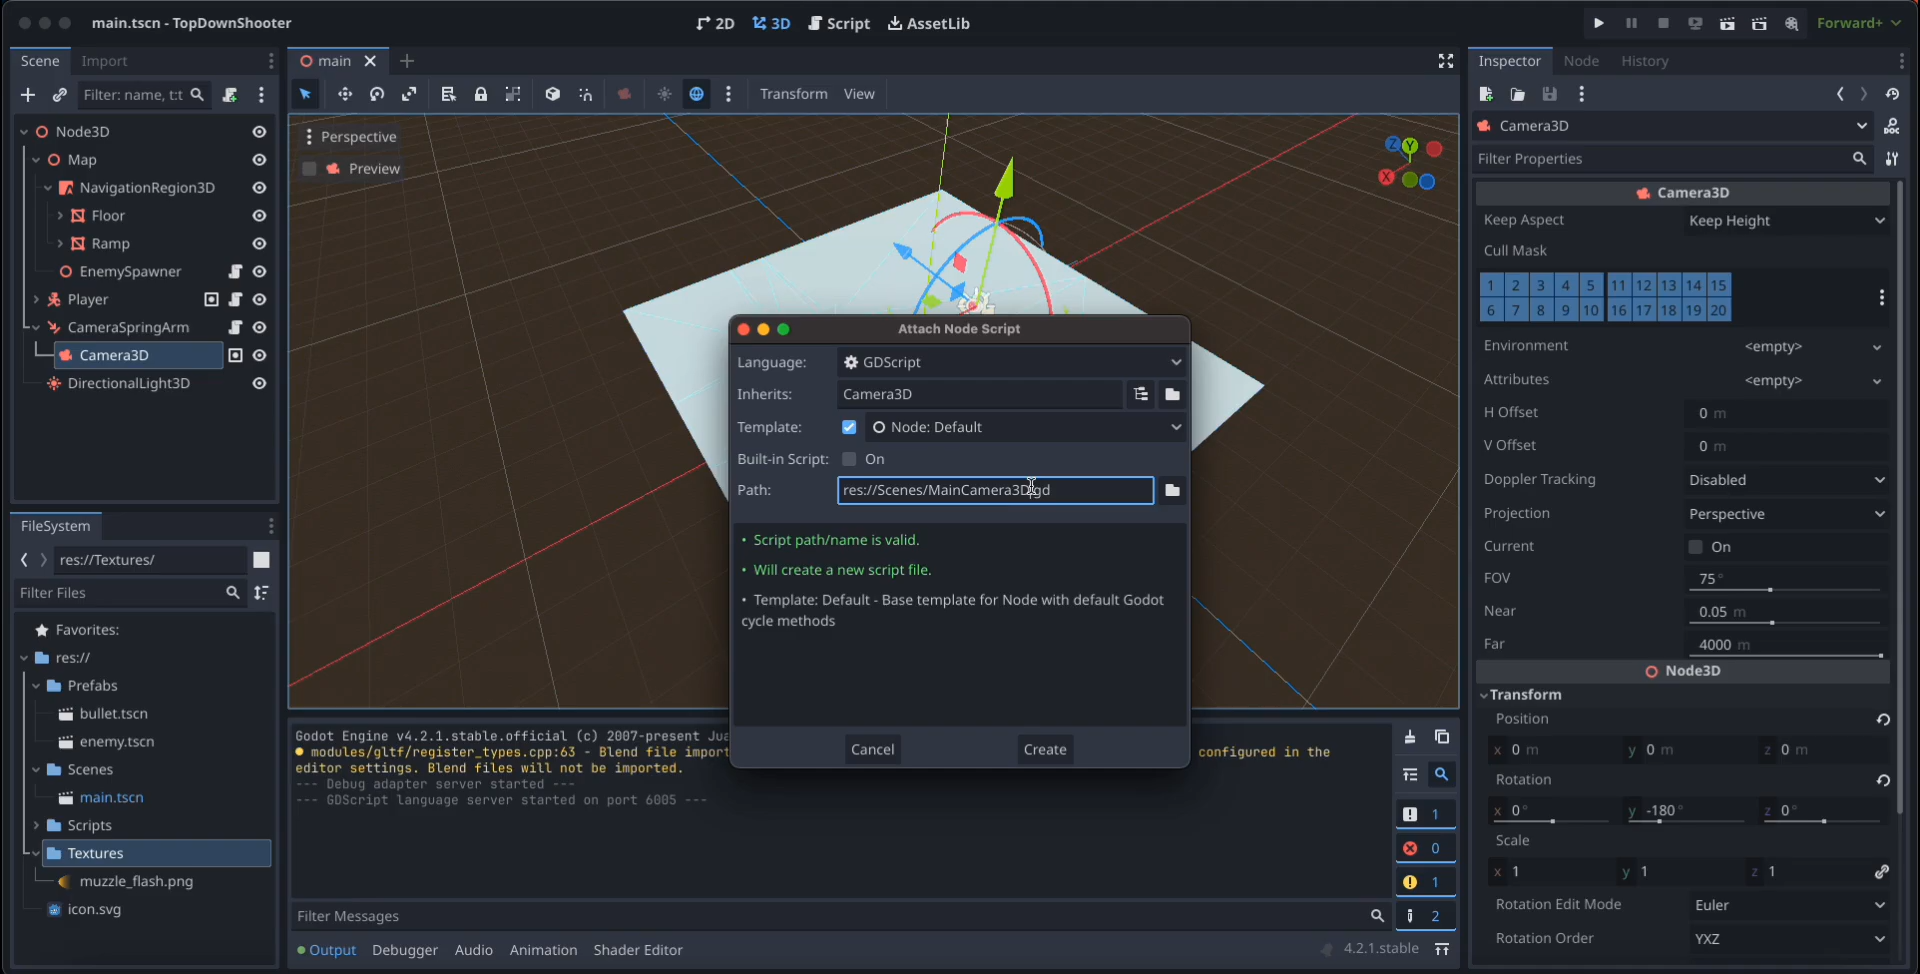 main.tscn - TopDownShooter
2D
3D
Script
AssetLib
Forward+
Scene
Import
Filter: name, t:t
Node3D
Map
NavigationRegion3D
Floor
Ramp
EnemySpawner
Player
CameraSpringArm
Camera3D
DirectionalLight3D
FileSystem
res://Textures/
Filter Files
Favorites:
res://
Prefabs
bullet.tscn
enemy.tscn
Scenes
main.tscn
Scripts
Textures
muzzle_flash.png
icon.svg
main
Transform
View
Perspective
Preview
Z
Y
X
Attach Node Script
Language:
GDScript
Inherits:
Camera3D
Template:
Node: Default
Built-in Script:
On
Path:
res://Scenes/MainCamera3D.gd
• Script path/name is valid.
• Will create a new script file.
• Template: Default - Base template for Node with default Godot
cycle methods
Cancel
Create
Godot Engine v4.2.1.stable.official (c) 2007-present Jua
modules/gltf/register_types.cpp:63 - Blend file import
configured in the
editor settings. Blend files will not be imported.
--- Debug adapter server started ---
--- GDScript language server started on port 6005 ---
1
0
1
2
Filter Messages
Output
Debugger
Audio
Animation
Shader Editor
4.2.1.stable
Inspector
Node
History
Camera3D
DOC
Filter Properties
Camera3D
Keep Aspect
Keep Height
Cull Mask
1 2 3 4 5 11 12 13 14 15
6 7 8 9 10 16 17 18 19 20
Environment
<empty>
Attributes
<empty>
H Offset
0 m
V Offset
0 m
Doppler Tracking
Disabled
Projection
Perspective
Current
On
FOV
75 °
Near
0.05 m
Far
4000 m
Node3D
Transform
Position
x 0 m y 0 m z 0 m
Rotation
x 0 ° y -180 ° z 0 °
Scale
x 1 y 1 z 1
Rotation Edit Mode
Euler
Rotation Order
YXZ